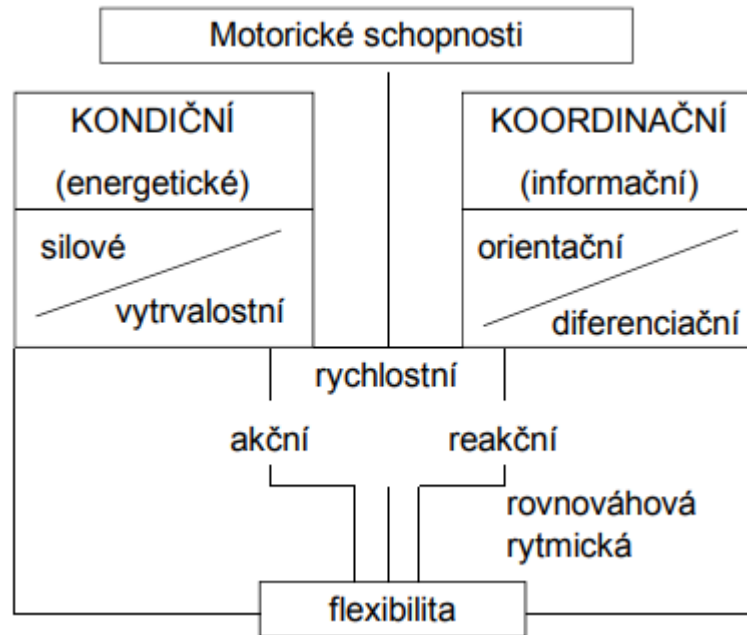 Motorické schopnosti
KONDIČNÍ
(energetické)
KOORDINAČNÍ
(informační)
silové
vytrvalostní
orientační
diferenciační
rychlostní
akční
reakční
rovnováhová
rytmická
flexibilita